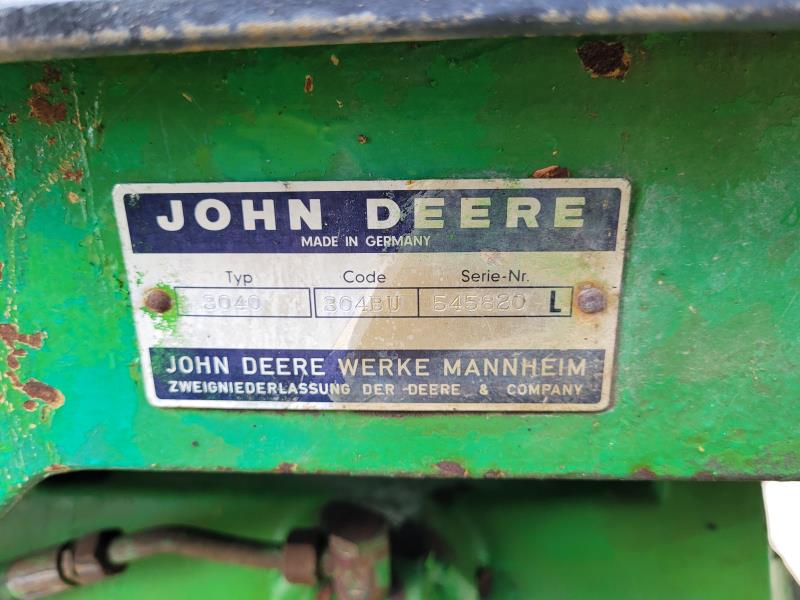 JOHN DEERE
MADE IN GERMANY
Typ Code Serie-Nr.
3040 304BU 545820 L
JOHN DEERE WERKE MANNHEIM
ZWEIGNIEDERLASSUNG DER DEERE & COMPANY